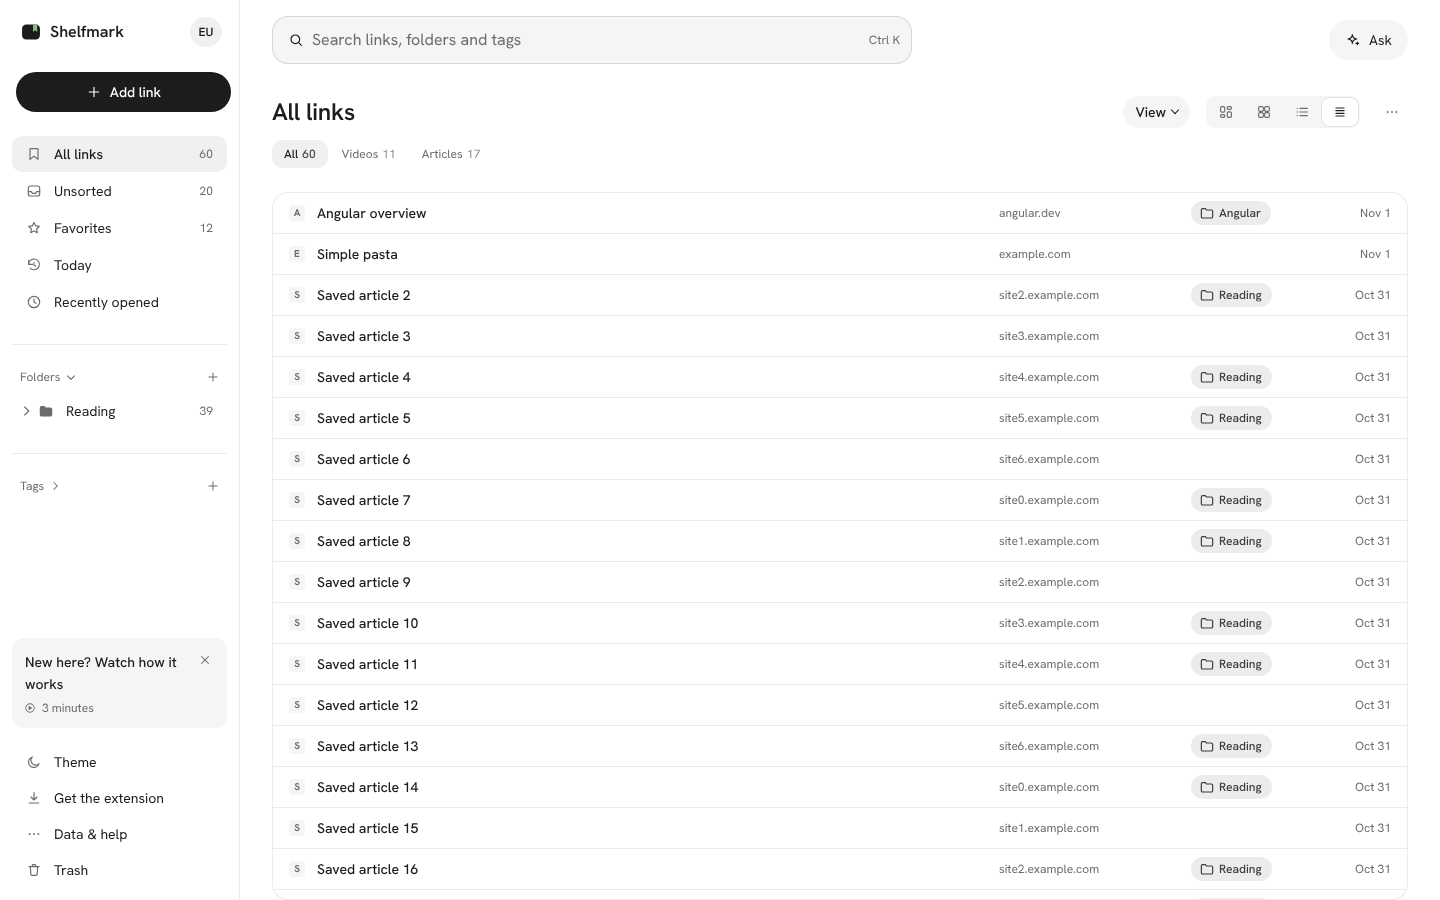 Shelfmark
EU
Add link
All links 60
Unsorted 20
Favorites 12
Today
Recently opened
Folders
Reading 39
Tags
New here? Watch how it
works
3 minutes
Theme
Get the extension
Data & help
Trash
Search links, folders and tags Ctrl K
Ask
All links
View
All 60 Videos 11 Articles 17
A Angular overview angular.dev Angular Nov 1
E Simple pasta example.com Nov 1
S Saved article 2 site2.example.com Reading Oct 31
S Saved article 3 site3.example.com Oct 31
S Saved article 4 site4.example.com Reading Oct 31
S Saved article 5 site5.example.com Reading Oct 31
S Saved article 6 site6.example.com Oct 31
S Saved article 7 site0.example.com Reading Oct 31
S Saved article 8 site1.example.com Reading Oct 31
S Saved article 9 site2.example.com Oct 31
S Saved article 10 site3.example.com Reading Oct 31
S Saved article 11 site4.example.com Reading Oct 31
S Saved article 12 site5.example.com Oct 31
S Saved article 13 site6.example.com Reading Oct 31
S Saved article 14 site0.example.com Reading Oct 31
S Saved article 15 site1.example.com Oct 31
S Saved article 16 site2.example.com Reading Oct 31